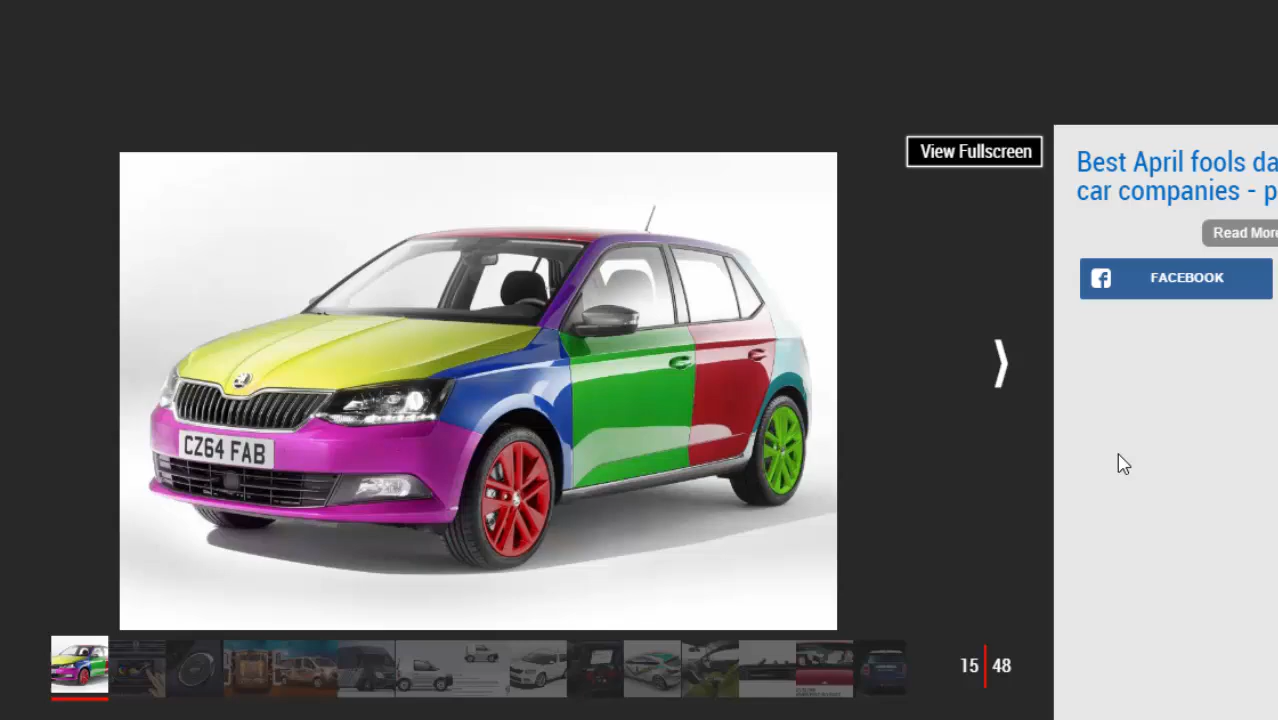 View Fullscreen
Best April fools da
car companies - p
Read More
FACEBOOK
CZ64 FAB
15 48